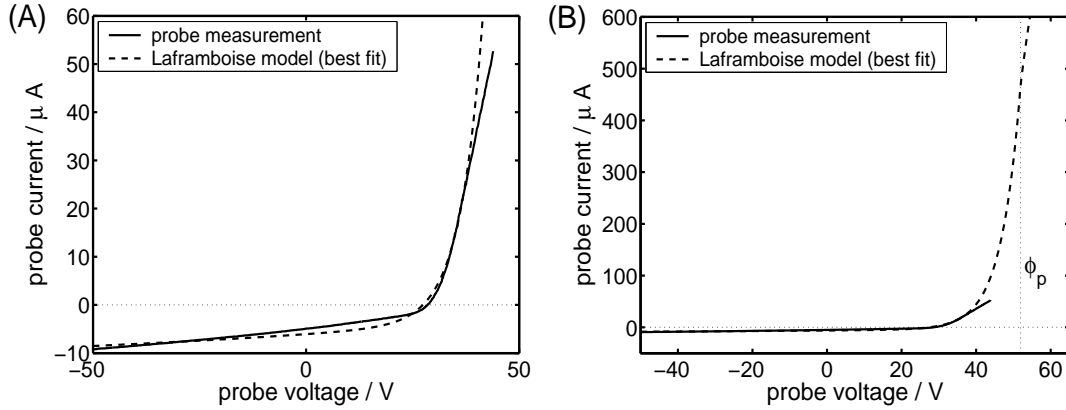 (A)
probe measurement
Laframboise model (best fit)
60
50
40
30
20
10
0
−10
−50
0
50
probe voltage / V
probe current / μ A
(B)
probe measurement
Laframboise model (best fit)
600
500
400
300
200
100
0
−40
−20
0
20
40
60
probe voltage / V
probe current / μ A
ϕp